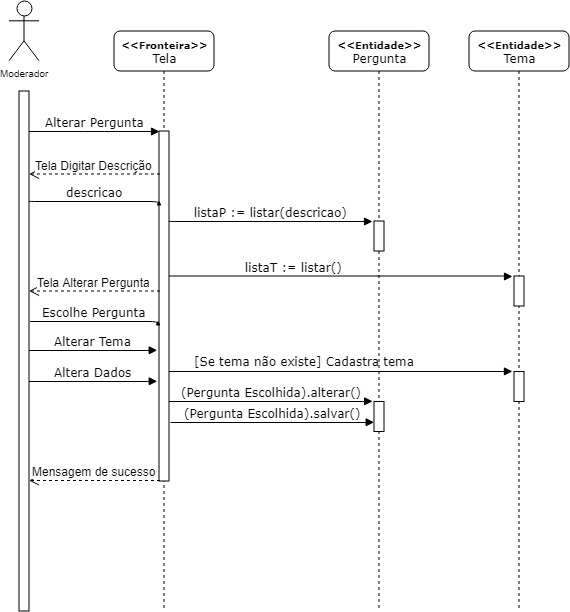 Moderador
<<Fronteira>>
Tela
<<Entidade>>
Pergunta
<<Entidade>>
Tema
Alterar Pergunta
Tela Digitar Descrição
descricao
listaP := listar(descricao)
listaT := listar()
Tela Alterar Pergunta
Escolhe Pergunta
Alterar Tema
[Se tema não existe] Cadastra tema
Altera Dados
(Pergunta Escolhida).alterar()
(Pergunta Escolhida).salvar()
Mensagem de sucesso